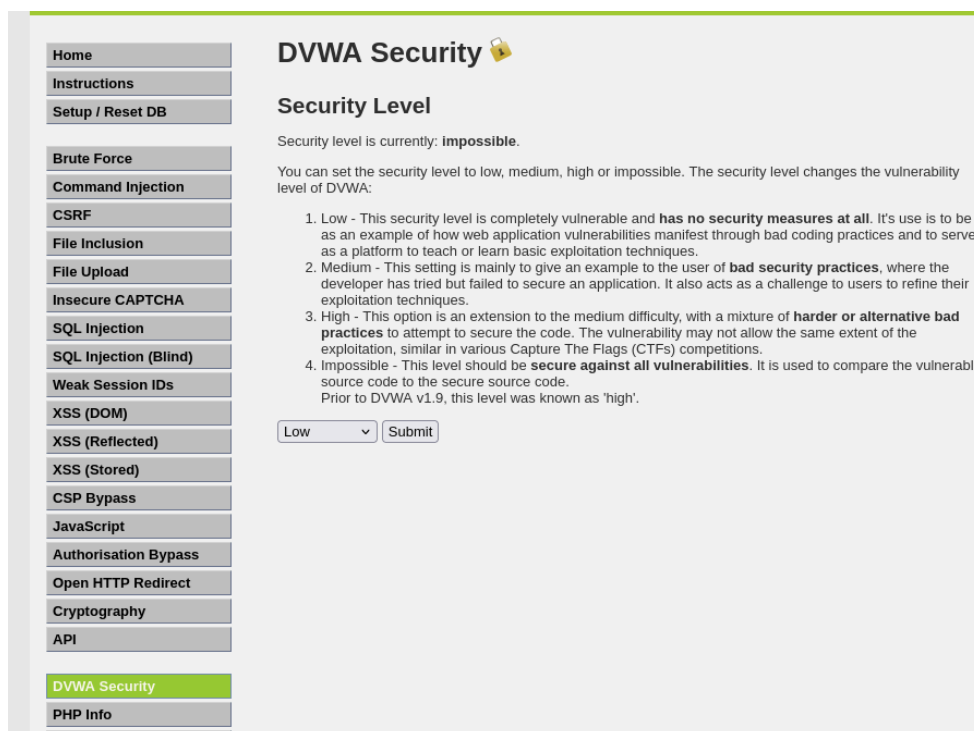 Home
Instructions
Setup / Reset DB
Brute Force
Command Injection
CSRF
File Inclusion
File Upload
Insecure CAPTCHA
SQL Injection
SQL Injection (Blind)
Weak Session IDs
XSS (DOM)
XSS (Reflected)
XSS (Stored)
CSP Bypass
JavaScript
Authorisation Bypass
Open HTTP Redirect
Cryptography
API
DVWA Security
PHP Info
DVWA Security
Security Level
Security level is currently: impossible.
You can set the security level to low, medium, high or impossible. The security level changes the vulnerability
level of DVWA:
1. Low - This security level is completely vulnerable and has no security measures at all. It's use is to be
as an example of how web application vulnerabilities manifest through bad coding practices and to serve
as a platform to teach or learn basic exploitation techniques.
2. Medium - This setting is mainly to give an example to the user of bad security practices, where the
developer has tried but failed to secure an application. It also acts as a challenge to users to refine their
exploitation techniques.
3. High - This option is an extension to the medium difficulty, with a mixture of harder or alternative bad
practices to attempt to secure the code. The vulnerability may not allow the same extent of the
exploitation, similar in various Capture The Flags (CTFs) competitions.
4. Impossible - This level should be secure against all vulnerabilities. It is used to compare the vulnerabl
source code to the secure source code.
Prior to DVWA v1.9, this level was known as 'high'.
Low
Submit